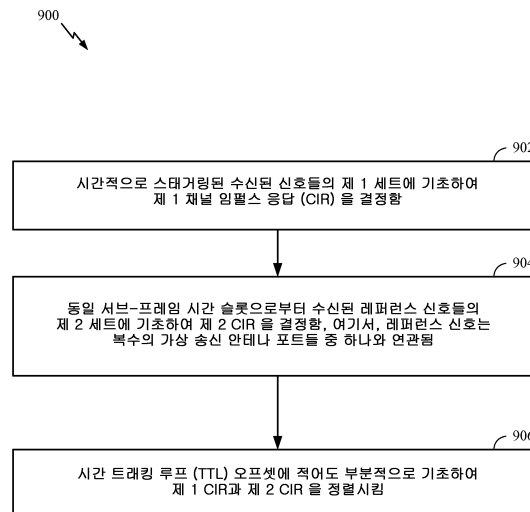 900
902
시간적으로 스태거링된 수신된 신호들의 제 1 세트에 기초하여
제 1 채널 임펄스 응답 (CIR) 을 결정함
904
동일 서브-프레임 시간 슬롯으로부터 수신된 레퍼런스 신호들의
제 2 세트에 기초하여 제 2 CIR 을 결정함, 여기서, 레퍼런스 신호는
복수의 가상 송신 안테나 포트들 중 하나와 연관됨
906
시간 트래킹 루프 (TTL) 오프셋에 적어도 부분적으로 기초하여
제 1 CIR과 제 2 CIR 을 정렬시킴